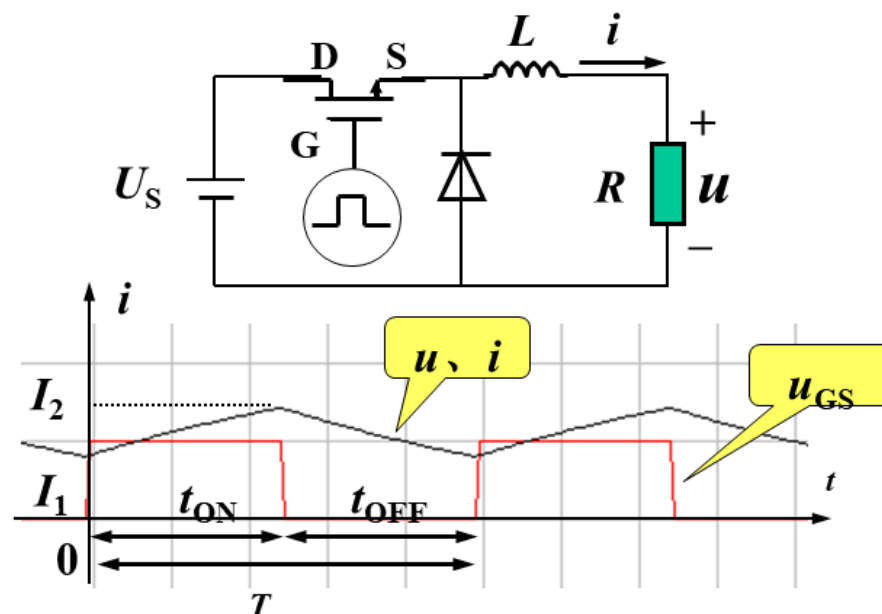 D S L i
G
U_S R u
+
−
i
u、i
u_GS
I_2
I_1 t_ON t_OFF t
0
T